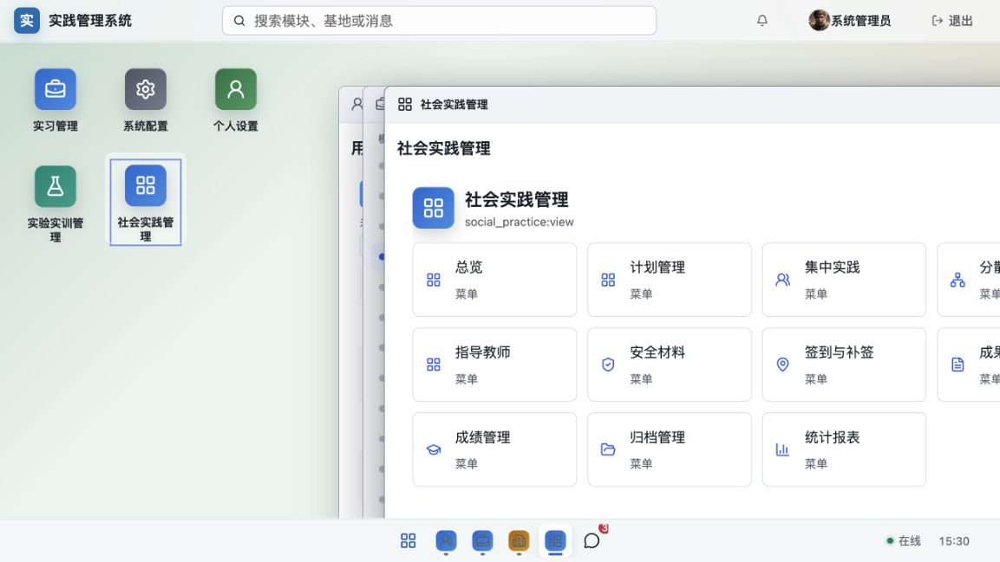 实 实践管理系统
搜索模块、基地或消息
系统管理员
退出
实习管理
系统配置
个人设置
实验实训管
理
社会实践管
理
用
社会实践管理
社会实践管理
社会实践管理
social_practice:view
总览
菜单
计划管理
菜单
集中实践
菜单
分散
菜单
指导教师
菜单
安全材料
菜单
签到与补签
菜单
成果
菜单
成绩管理
菜单
归档管理
菜单
统计报表
菜单
3
在线
15:30